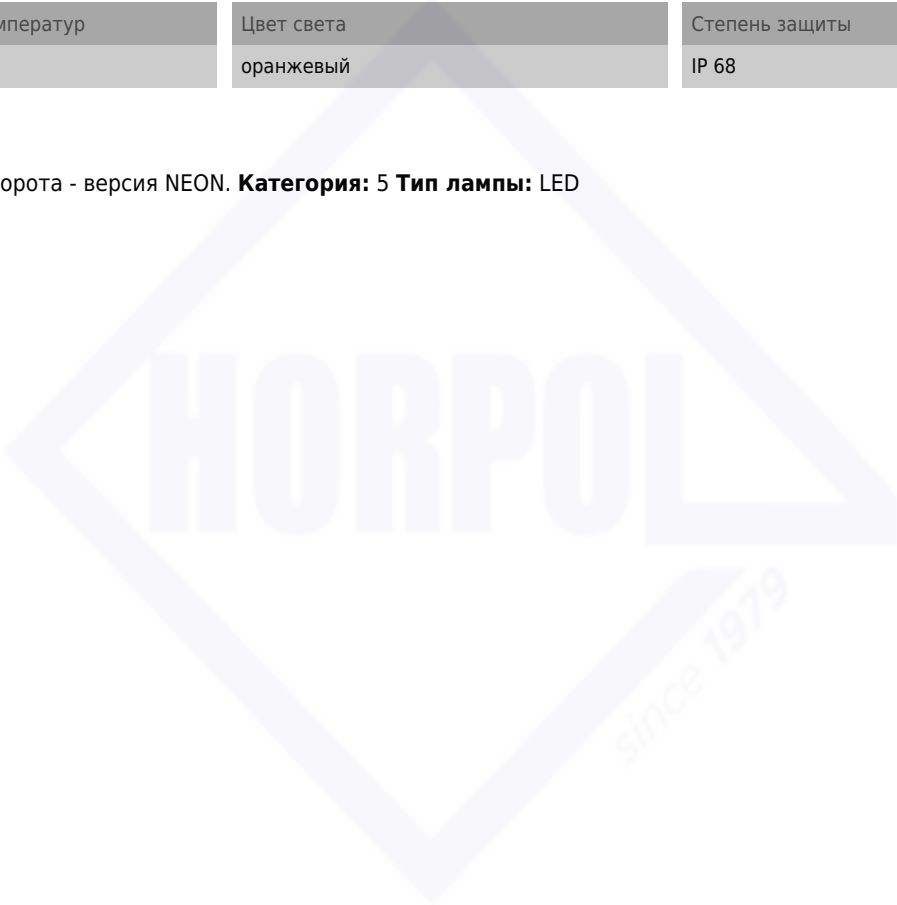 мператур Цвет света Степень защиты
оранжевый IP 68
орота - версия NEON. Категория: 5 Тип лампы: LED
HORPOL
since 1979